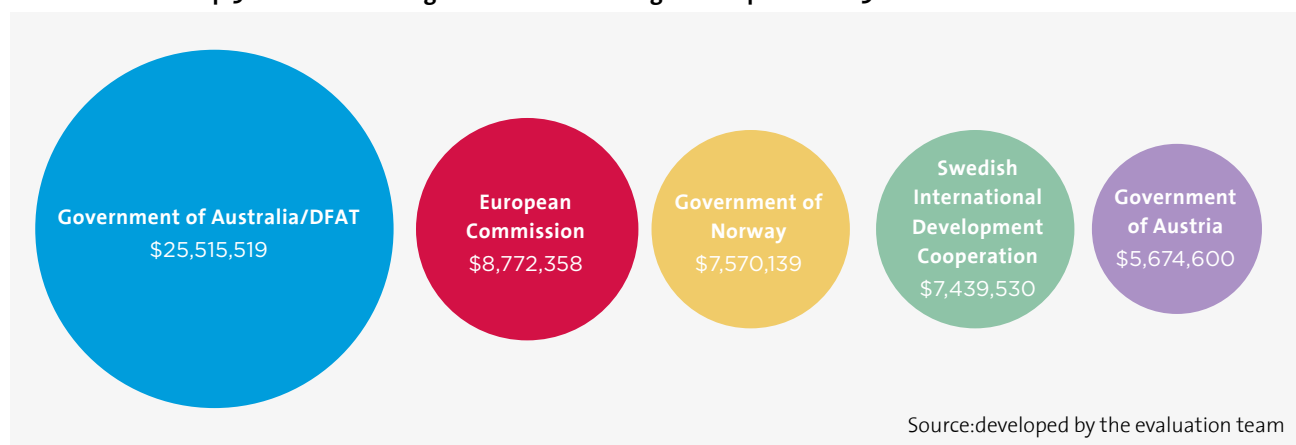 Government of Australia/DFAT
$25,515,519
European
Commission
$8,772,358
Government of
Norway
$7,570,139
Swedish
International
Development
Cooperation
$7,439,530
Government
of Austria
$5,674,600
Source:developed by the evaluation team